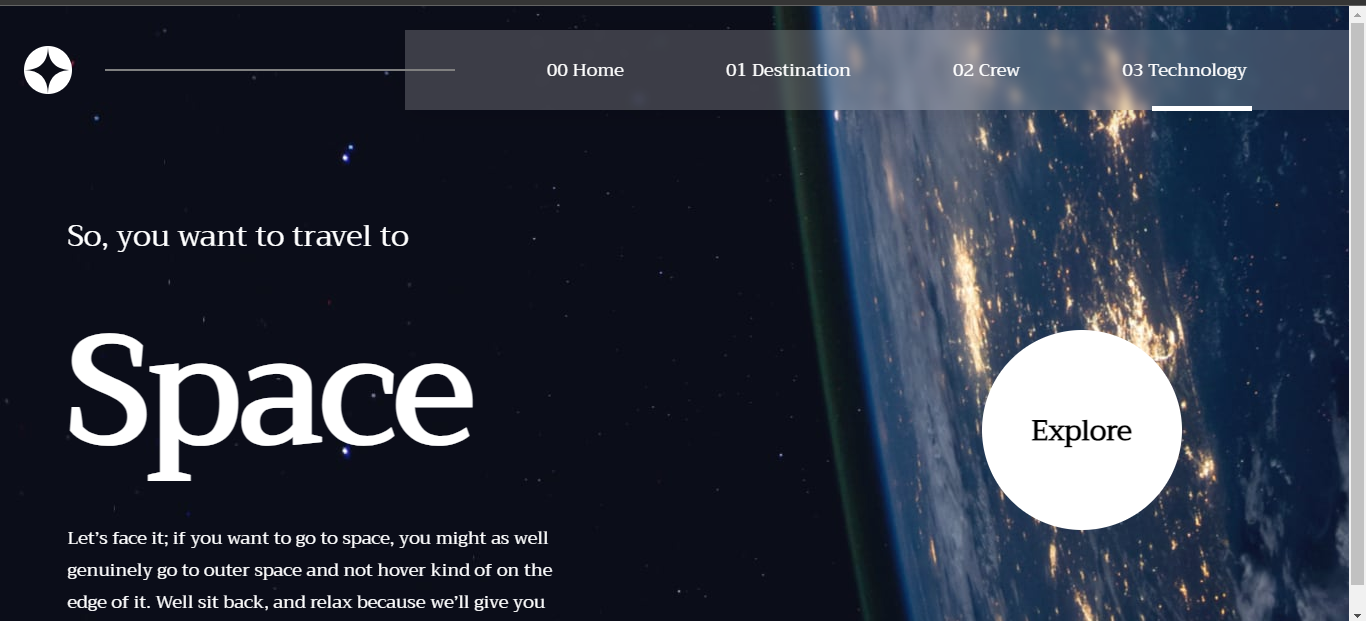 00 Home
01 Destination
02 Crew
03 Technology
So, you want to travel to
Space
Explore
Let’s face it; if you want to go to space, you might as well
genuinely go to outer space and not hover kind of on the
edge of it. Well sit back, and relax because we’ll give you